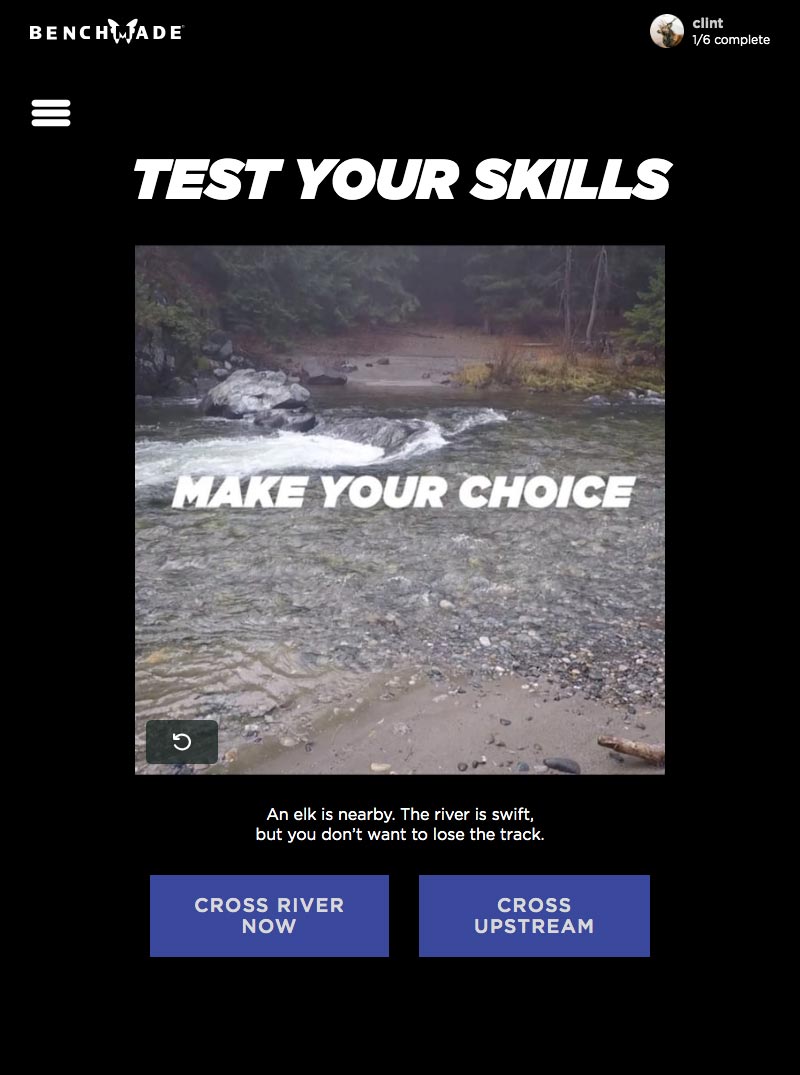 BENCHMADE
clint
1/6 complete
TEST YOUR SKILLS
MAKE YOUR CHOICE
An elk is nearby. The river is swift,
but you don’t want to lose the track.
CROSS RIVER
NOW
CROSS
UPSTREAM